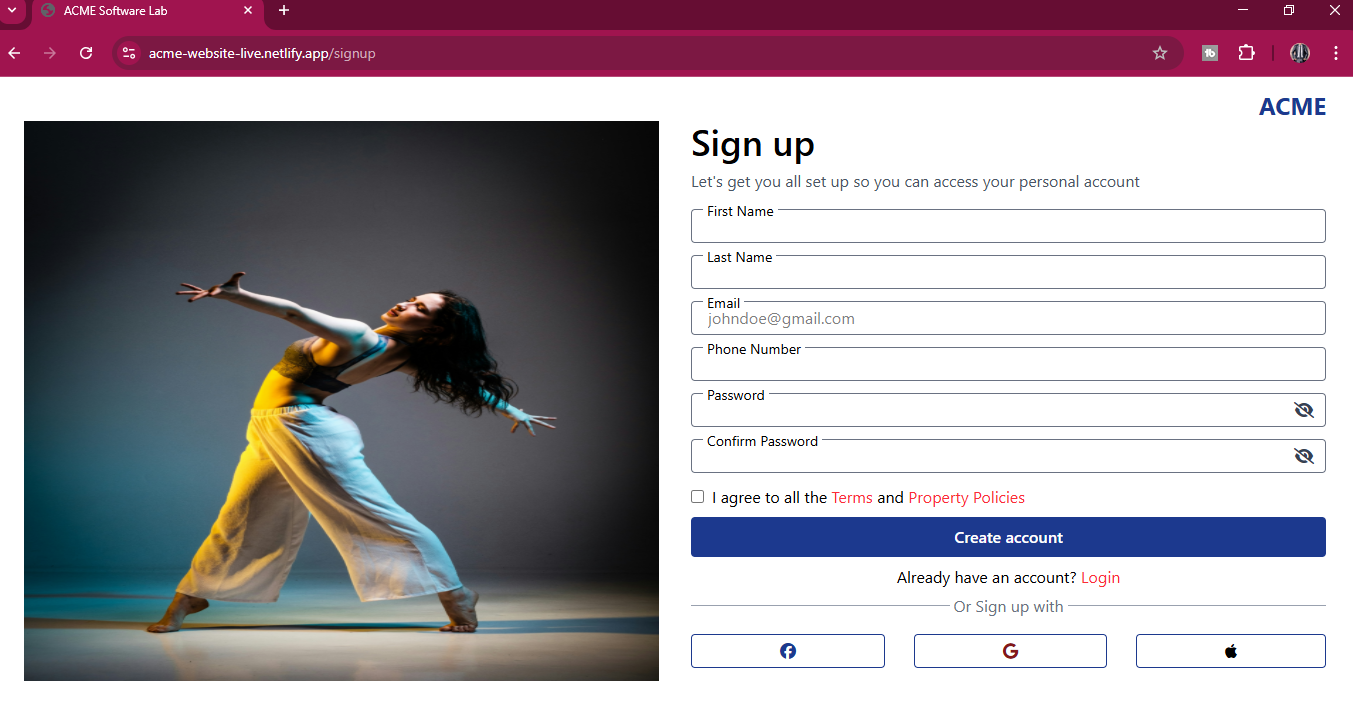 ACME Software Lab
acme-website-live.netlify.app/signup
ACME
Sign up
Let's get you all set up so you can access your personal account
First Name
Last Name
Email
johndoe@gmail.com
Phone Number
Password
Confirm Password
I agree to all the Terms and Property Policies
Create account
Already have an account? Login
Or Sign up with